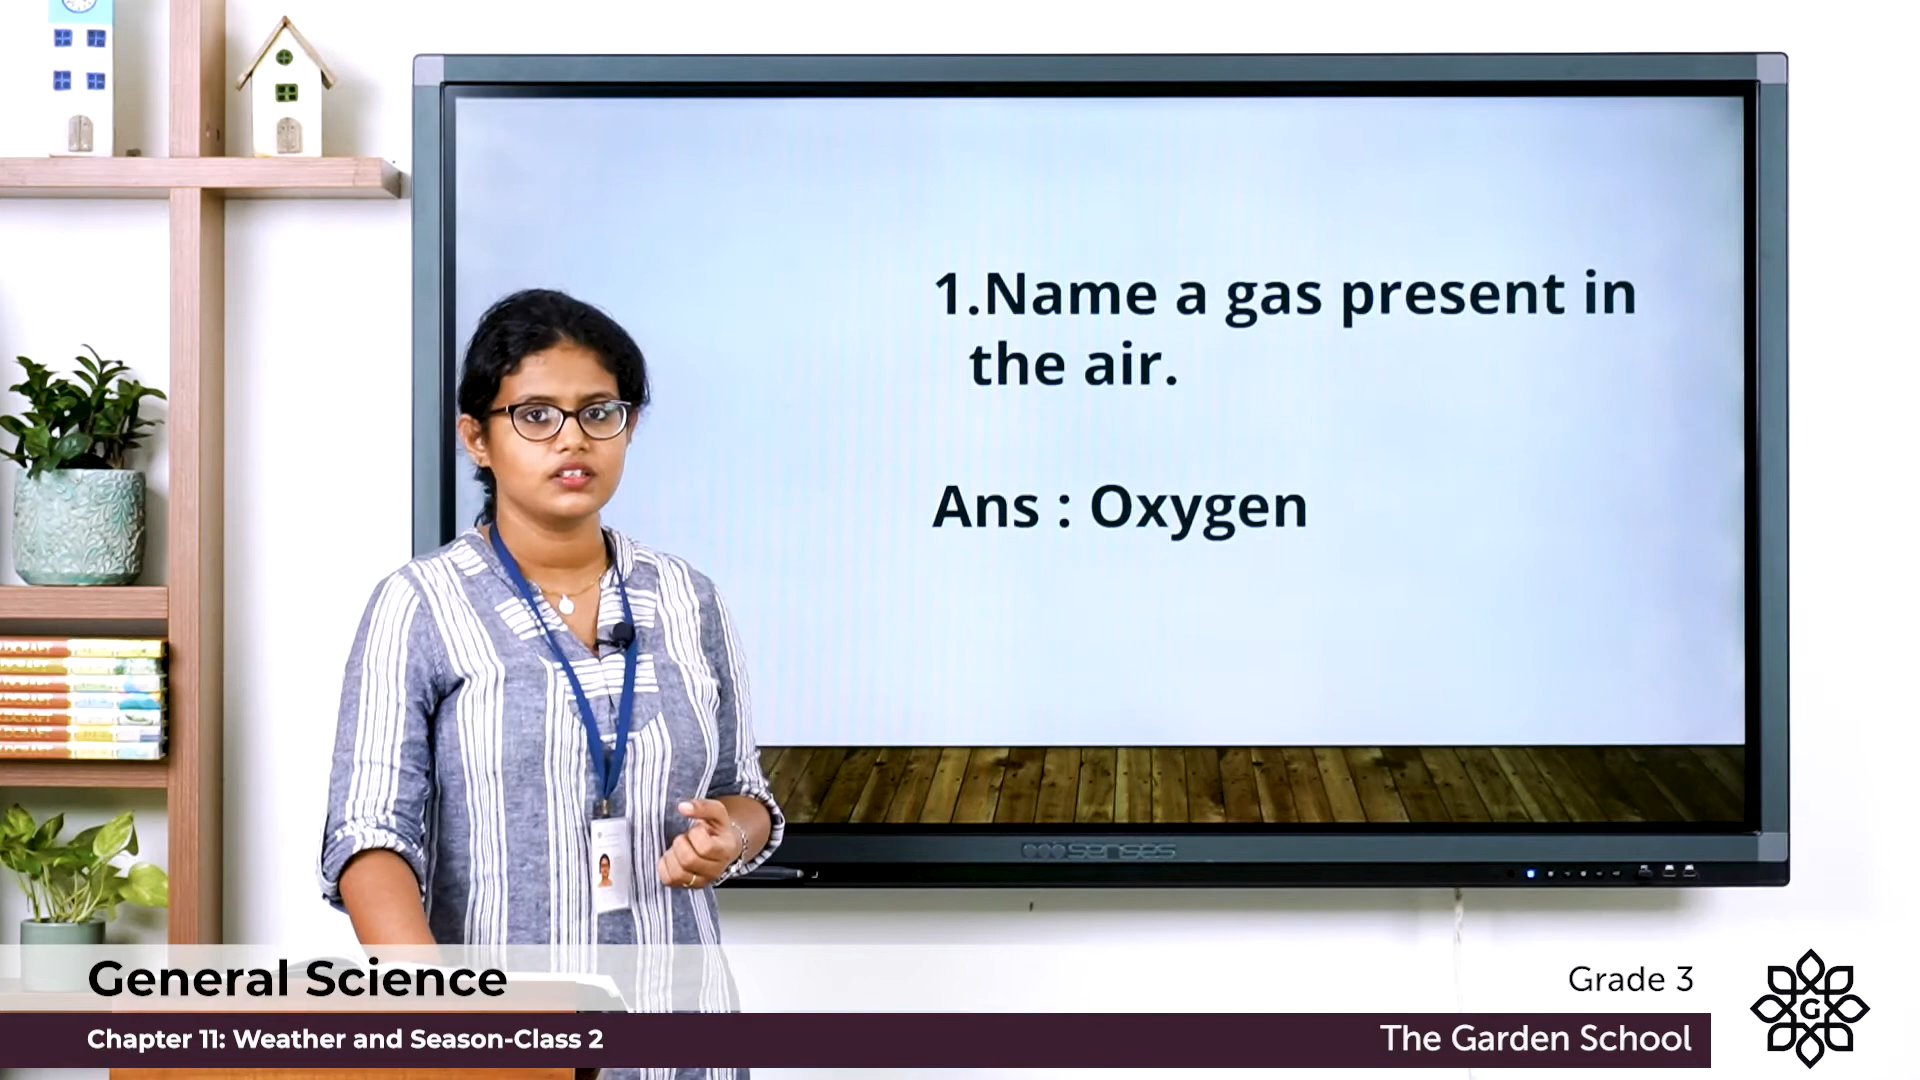 1.Name a gas present in
the air.
Ans : Oxygen
senses
General Science
Grade 3
Chapter 11: Weather and Season-Class 2
The Garden School
G